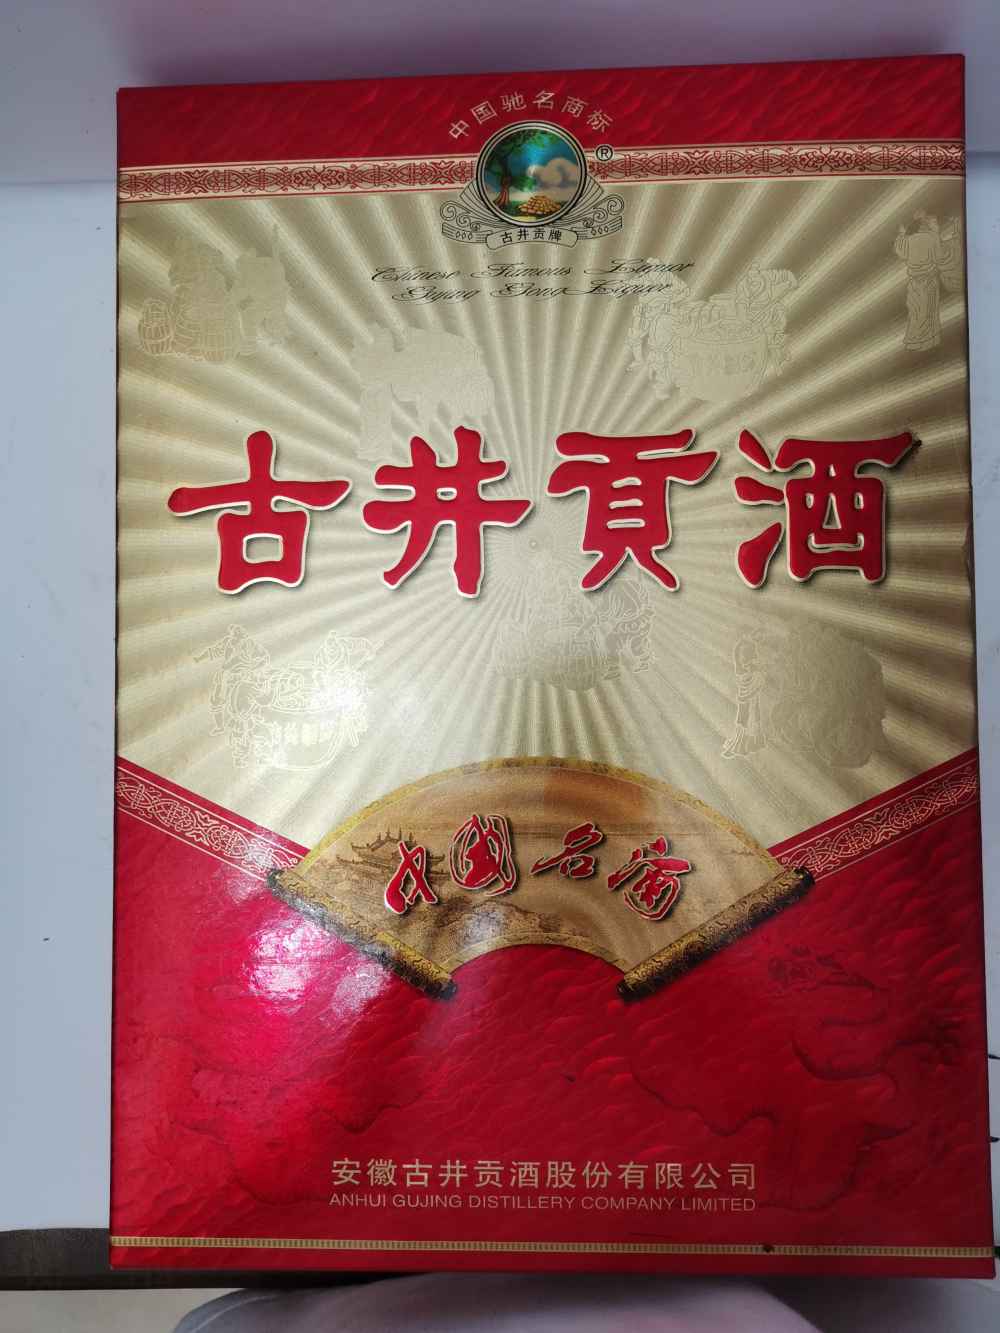 中国驰名商标
®
古井贡牌
Chinese Famous Liquor
Gujing Gong Liquor
古井贡酒
中国名酒
安徽古井贡酒股份有限公司
ANHUI GUJING DISTILLERY COMPANY LIMITED